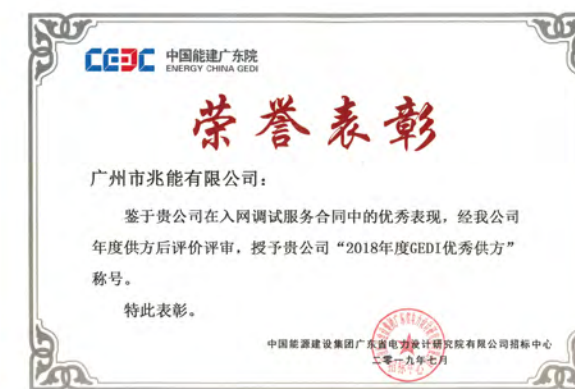 CEEC 中国能建广东院
ENERGY CHINA GEDI
荣誉表彰
广州市兆能有限公司：
鉴于贵公司在入网调试服务合同中的优秀表现，经我公司
年度供方后评价评审，授予贵公司“2018年度GEDI优秀供方”
称号。
特此表彰。
中国能源建设集团广东省电力设计研究院有限公司招标中心
二零一九年七月